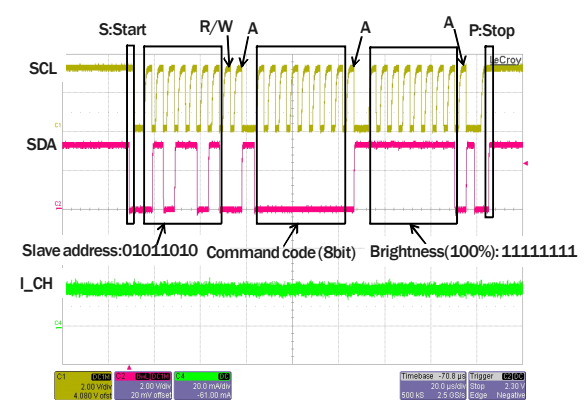 S:Start R/W A A A P:Stop
LeCroy
SCL
C1
SDA
C2
Slave address:01011010 Command code (8bit) Brightness(100%): 11111111
I_CH
C4
C1 DC1M C2 C4 DC Timebase -70.8 µs Trigger C2 DC
2.00 V/div 2.00 V/div 20.0 mA/div 20.0 µs/div Stop 2.30 V
4.080 V ofst 20 mV offset -61.00 mA 500 kS 2.5 GS/s Edge Negative